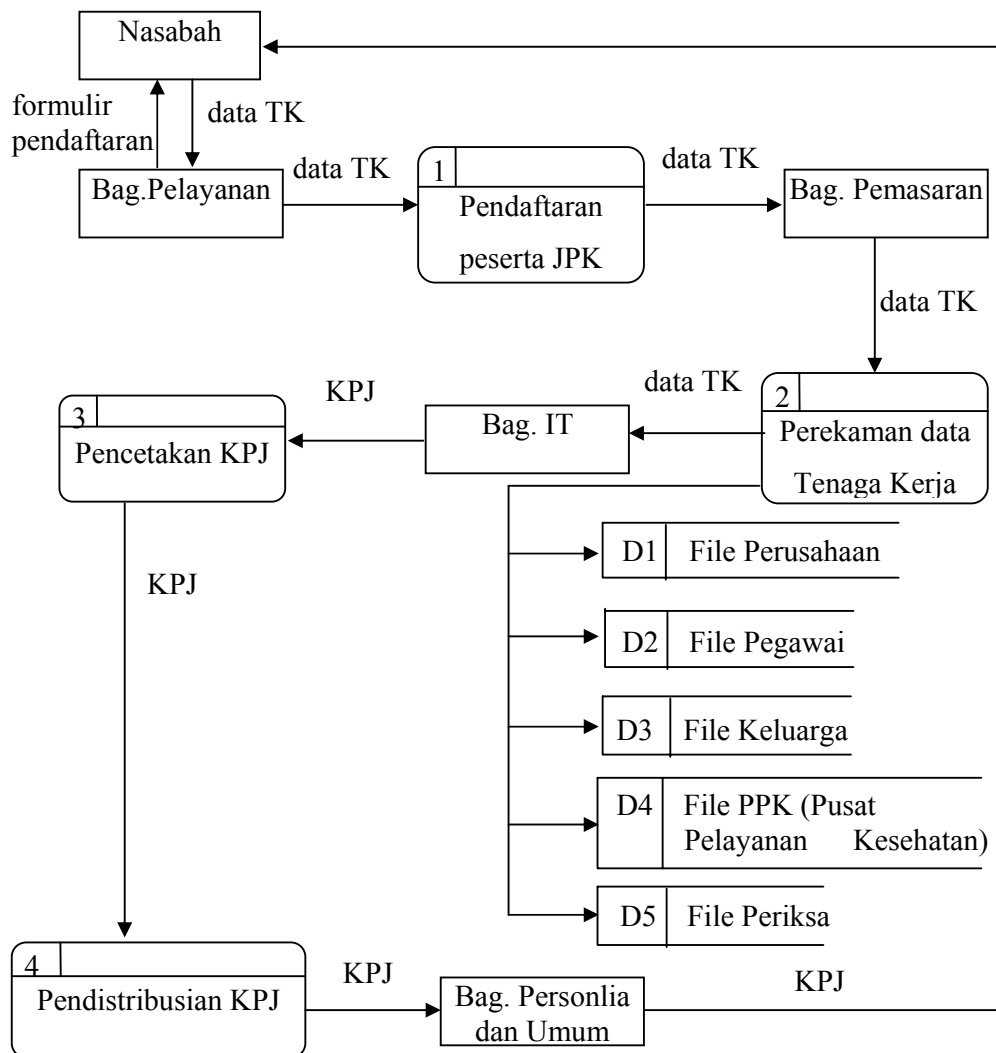 Nasabah
formulir
pendaftaran
data TK
Bag.Pelayanan
data TK
1
Pendaftaran
peserta JPK
data TK
Bag. Pemasaran
data TK
2
Perekaman data
Tenaga Kerja
data TK
Bag. IT
KPJ
3
Pencetakan KPJ
KPJ
D1 File Perusahaan
D2 File Pegawai
D3 File Keluarga
D4 File PPK (Pusat
Pelayanan Kesehatan)
D5 File Periksa
4
Pendistribusian KPJ
KPJ
Bag. Personlia
dan Umum
KPJ